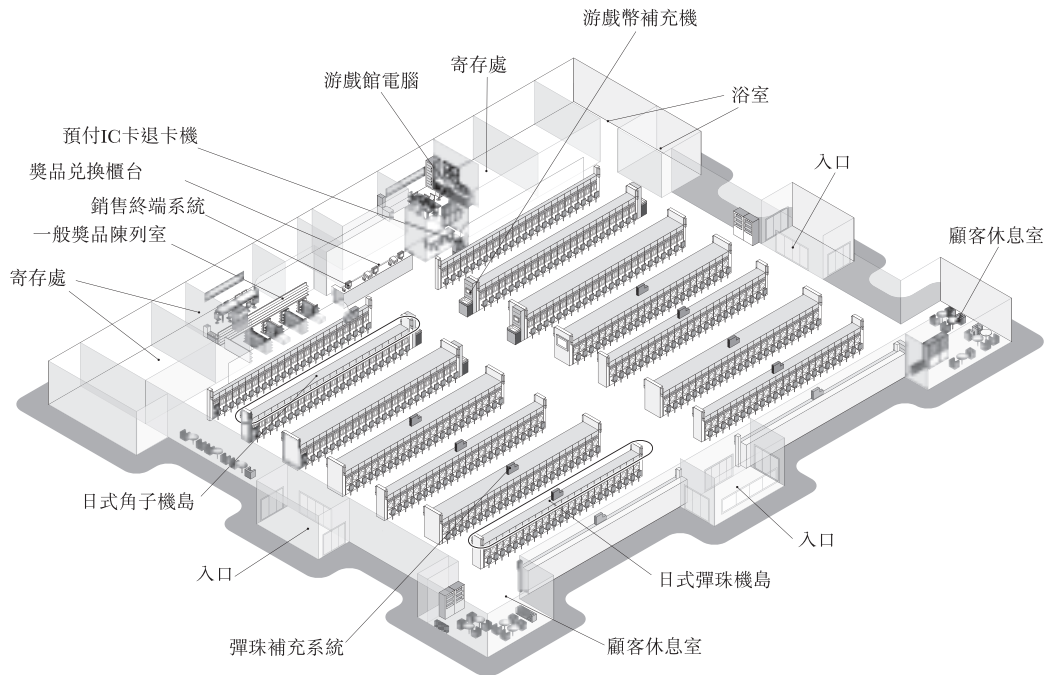 游戲幣補充機
寄存處
游戲館電腦
浴室
預付IC卡退卡機
入口
獎品兑換櫃台
銷售終端系統
一般獎品陳列室
顧客休息室
寄存處
日式角子機島
入口
入口
日式彈珠機島
彈珠補充系統
顧客休息室